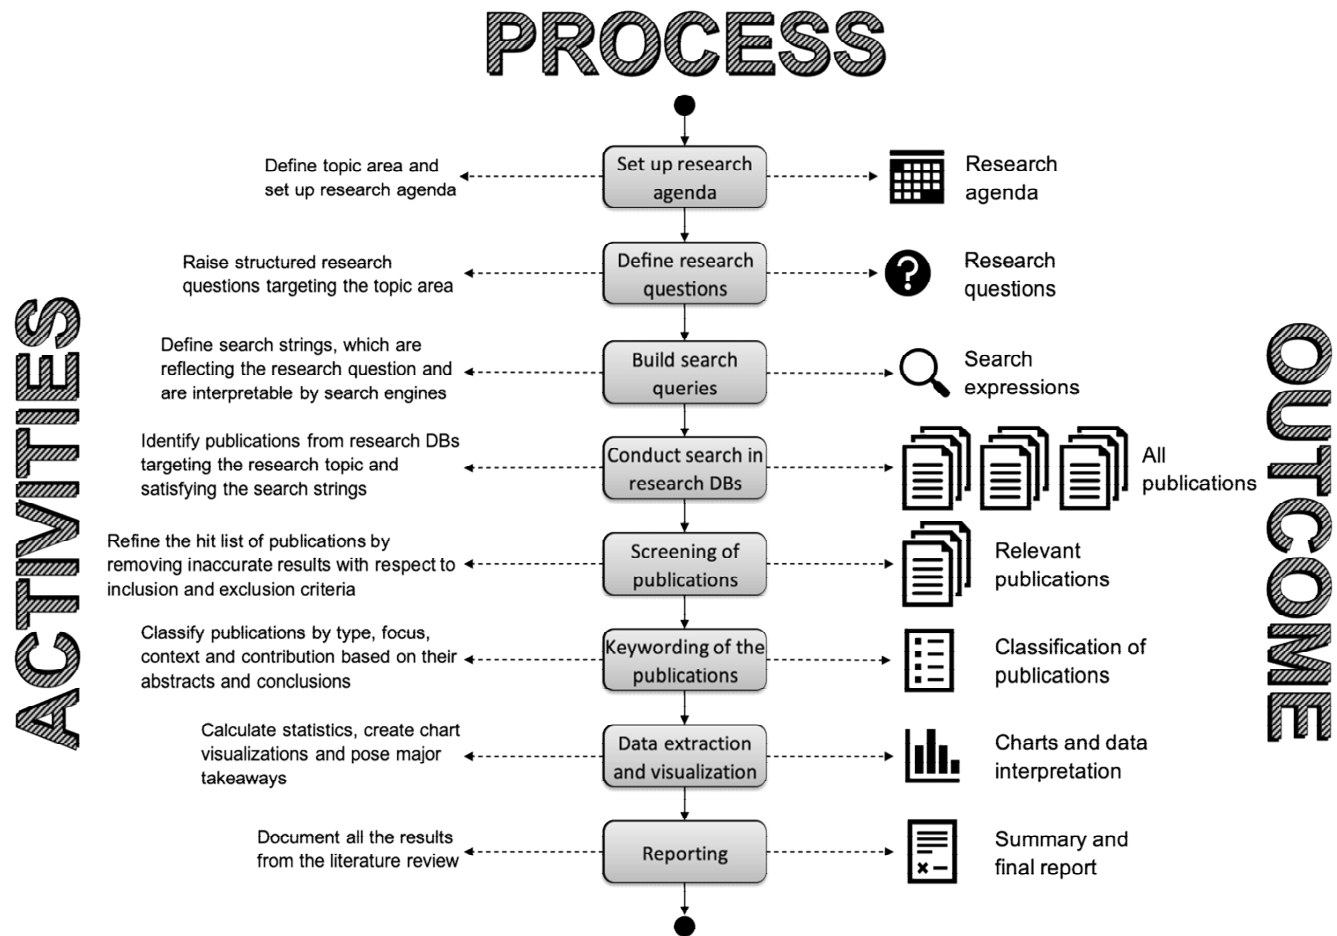 PROCESS
Define topic area and
set up research agenda
Set up research
agenda
Research
agenda
Raise structured research
questions targeting the topic area
Define research
questions
?
Research
questions
Define search strings, which are
reflecting the research question and
are interpretable by search engines
Build search
queries
Search
expressions
Identify publications from research DBs
targeting the research topic and
satisfying the search strings
Conduct search in
research DBs
All
publications
Refine the hit list of publications by
removing inaccurate results with respect to
inclusion and exclusion criteria
Screening of
publications
Relevant
publications
Classify publications by type, focus,
context and contribution based on their
abstracts and conclusions
Keywording of the
publications
Classification of
publications
Calculate statistics, create chart
visualizations and pose major
takeaways
Data extraction
and visualization
Charts and data
interpretation
Document all the results
from the literature review
Reporting
Summary and
final report
ACTIVITIES
OUTCOME